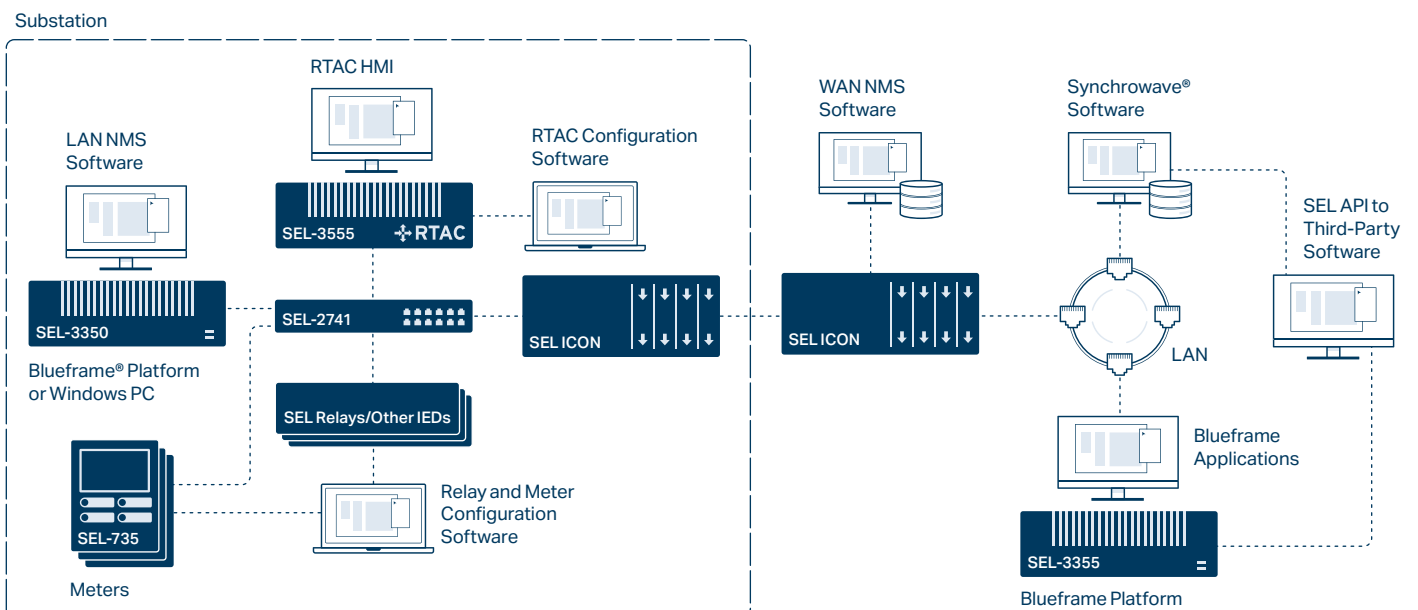 Substation
RTAC HMI
LAN NMS
Software
RTAC Configuration
Software
SEL-3555
RTAC
SEL-3350
SEL-2741
SEL ICON
Blueframe® Platform
or Windows PC
SEL Relays/Other IEDs
SEL-735
Meters
Relay and Meter
Configuration
Software
WAN NMS
Software
Synchrowave®
Software
SEL API to
Third-Party
Software
SEL ICON
LAN
Blueframe
Applications
SEL-3355
Blueframe Platform